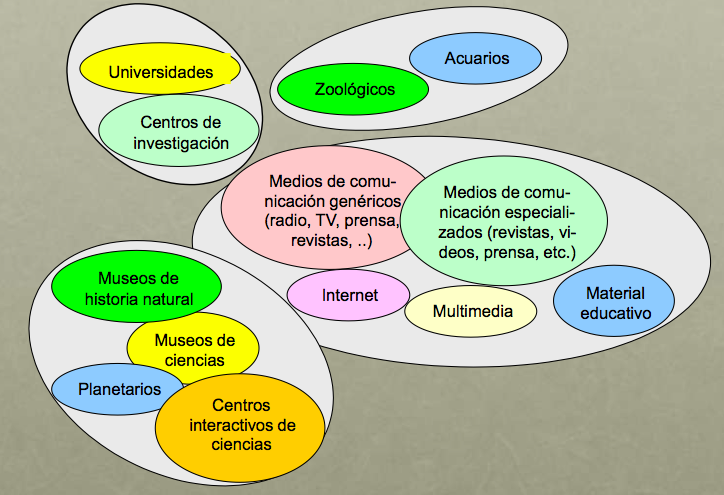 Universidades
Centros de
investigación
Acuarios
Zoológicos
Medios de comu-
nicación genéricos
(radio, TV, prensa,
revistas, ..)
Medios de comu-
nicación especiali-
zados (revistas, vi-
deos, prensa, etc.)
Internet
Multimedia
Material
educativo
Museos de
historia natural
Museos de
ciencias
Planetarios
Centros
interactivos de
ciencias